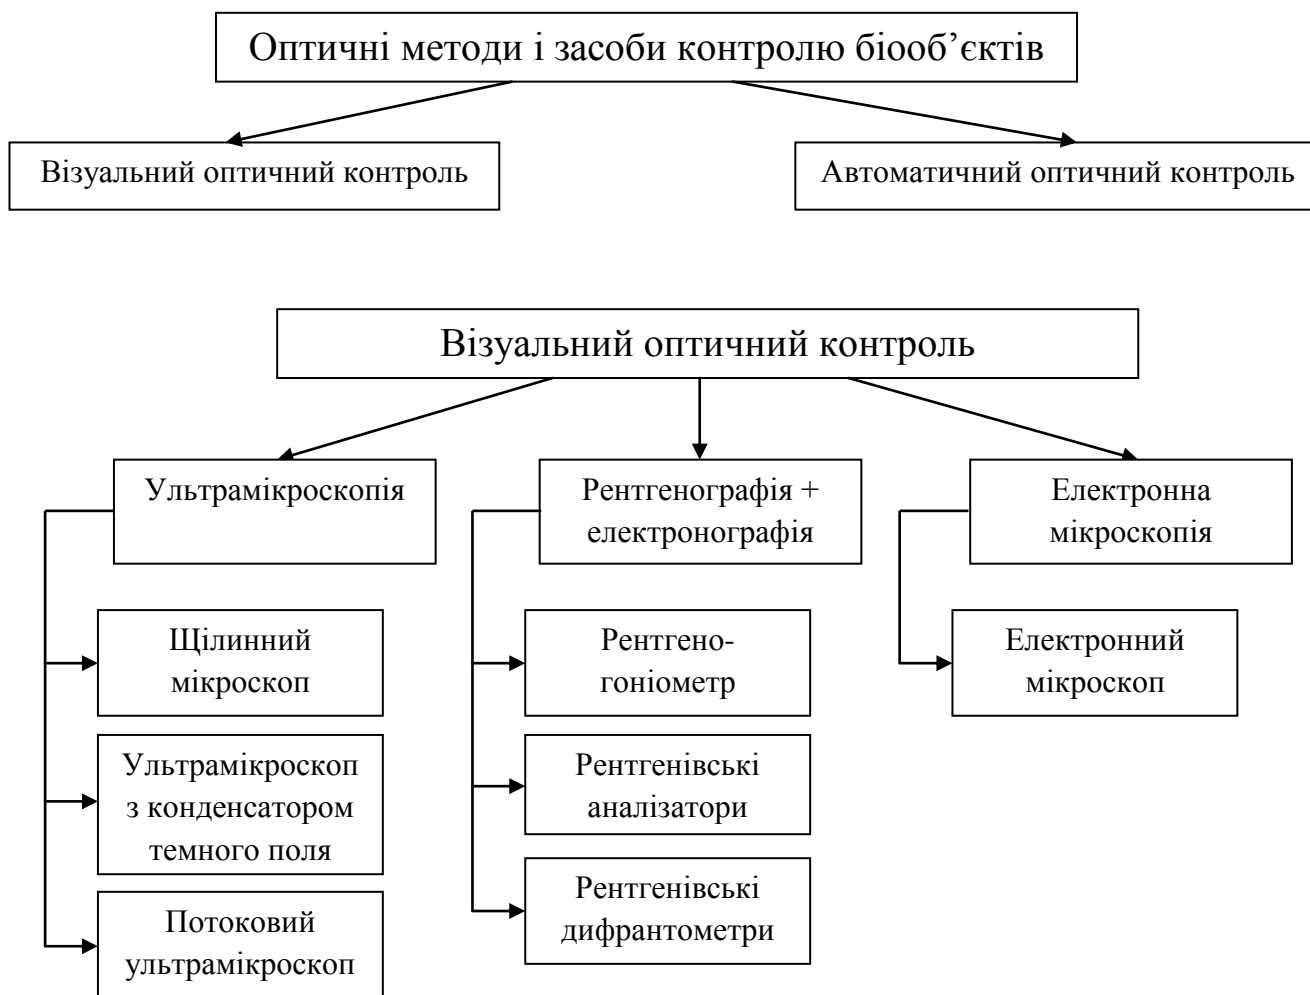 Оптичні методи і засоби контролю біооб’єктів
Візуальний оптичний контроль
Автоматичний оптичний контроль
Візуальний оптичний контроль
Ультрамікроскопія
Рентгенографія +
електронографія
Електронна
мікроскопія
Щілинний
мікроскоп
Рентгено-
гоніометр
Електронний
мікроскоп
Ультрамікроскоп
з конденсатором
темного поля
Рентгенівські
аналізатори
Потоковий
ультрамікроскоп
Рентгенівські
дифрантометри